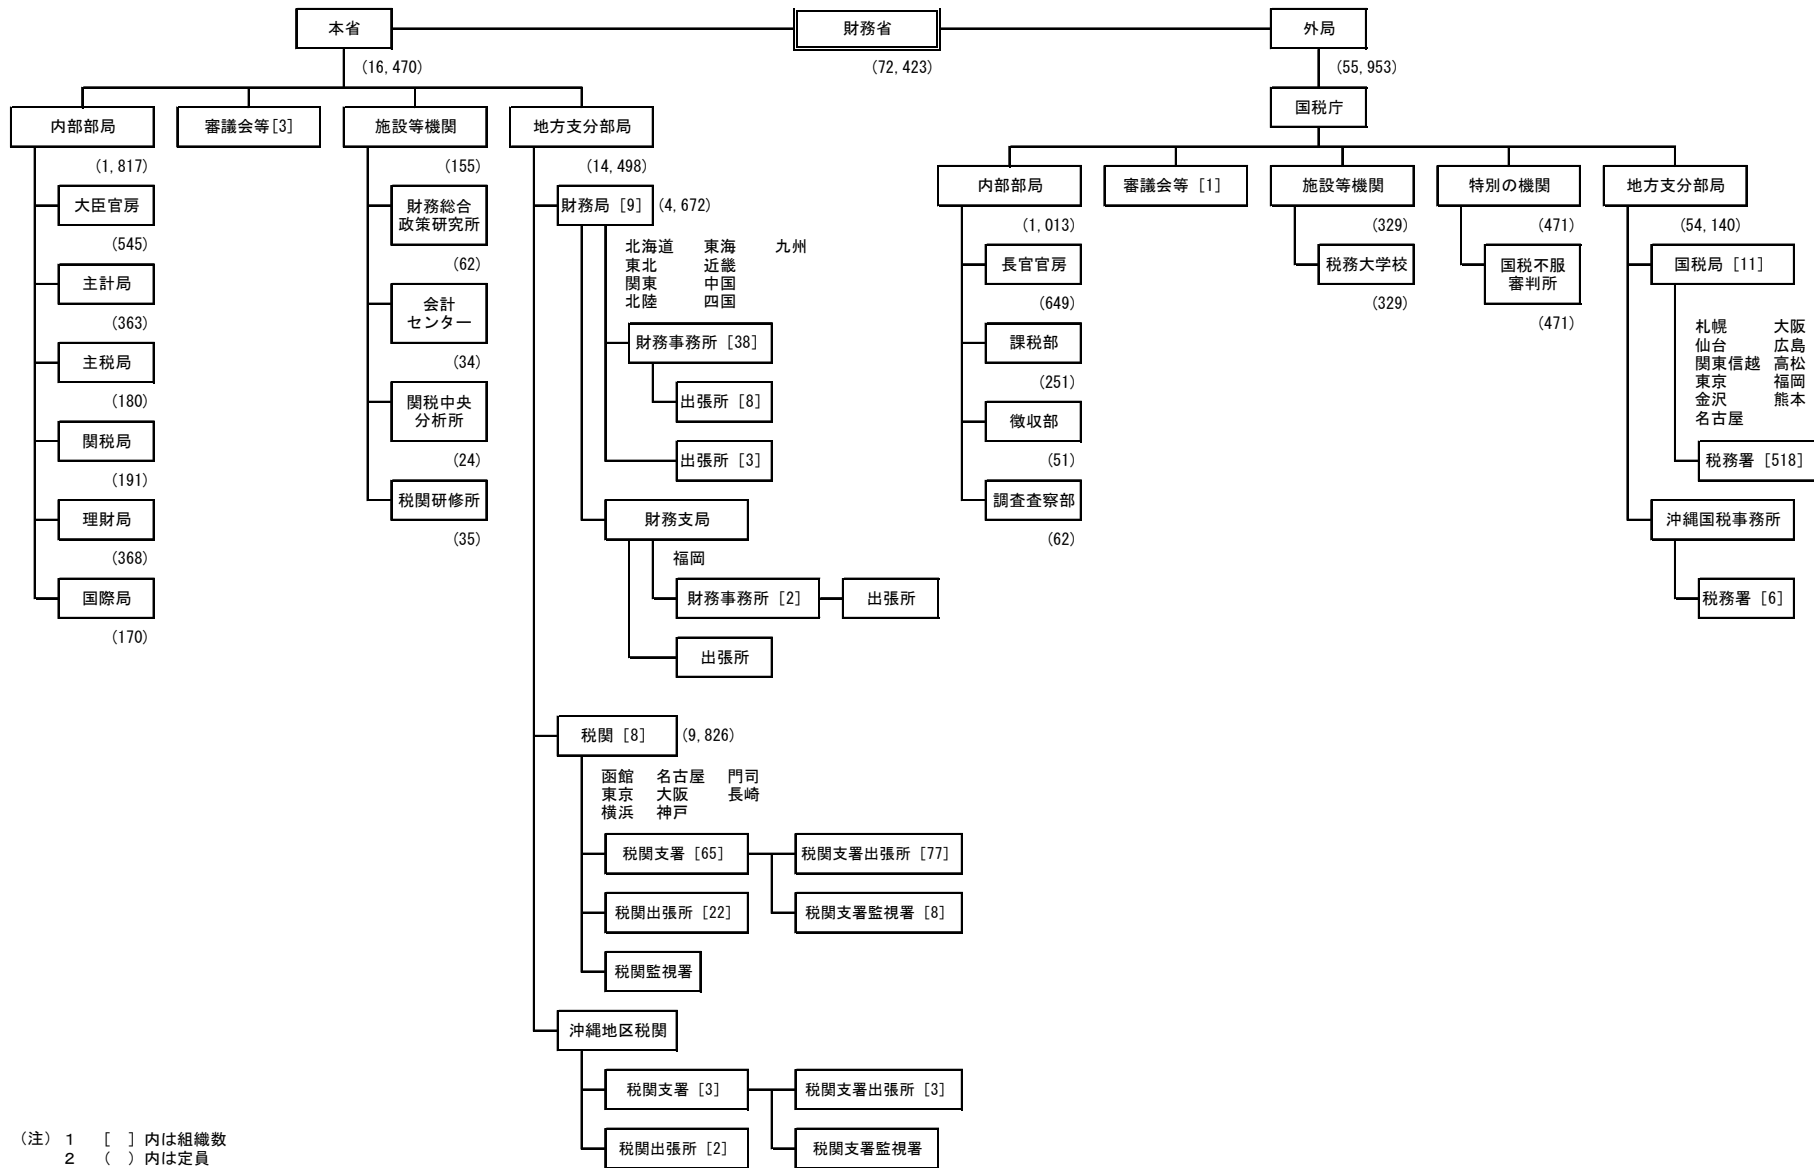 本省
財務省
外局
(16,470)
(72,423)
(55,953)
国税庁
内部部局
審議会等[3]
施設等機関
地方支分部局
(1,817)
(155)
(14,498)
大臣官房
(545)
主計局
(363)
主税局
(180)
関税局
(191)
理財局
(368)
国際局
(170)
財務総合
政策研究所
(62)
会計
センター
(34)
関税中央
分析所
(24)
税関研修所
(35)
財務局 [9] (4,672)
北海道 東海 九州
東北 近畿
関東 中国
北陸 四国
財務事務所 [38]
出張所 [8]
出張所 [3]
財務支局
福岡
財務事務所 [2] 出張所
出張所
税関 [8] (9,826)
函館 名古屋 門司
東京 大阪 長崎
横浜 神戸
税関支署 [65] 税関支署出張所 [77]
税関出張所 [22] 税関支署監視署 [8]
税関監視署
沖縄地区税関
税関支署 [3] 税関支署出張所 [3]
税関出張所 [2] 税関支署監視署
内部部局
審議会等 [1]
施設等機関
特別の機関
地方支分部局
(1,013)
(329)
(471)
(54,140)
長官官房
(649)
課税部
(251)
徴収部
(51)
調査査察部
(62)
税務大学校
(329)
国税不服
審判所
(471)
国税局 [11]
札幌 大阪
仙台 広島
関東信越 高松
東京 福岡
金沢 熊本
名古屋
税務署 [518]
沖縄国税事務所
税務署 [6]
(注) 1 [ ] 内は組織数
2 ( ) 内は定員